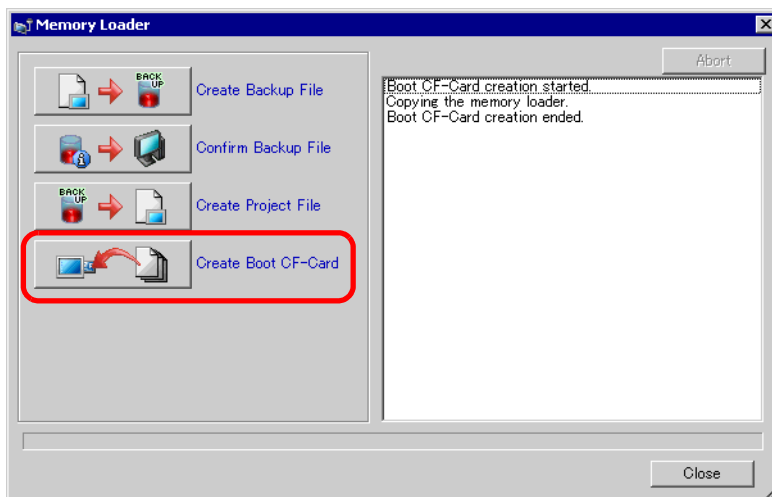 Memory Loader
Abort
BACK
UP
Create Backup File
Confirm Backup File
BACK
UP
Create Project File
Create Boot CF-Card
Boot CF-Card creation started.
Copying the memory loader.
Boot CF-Card creation ended.
Close